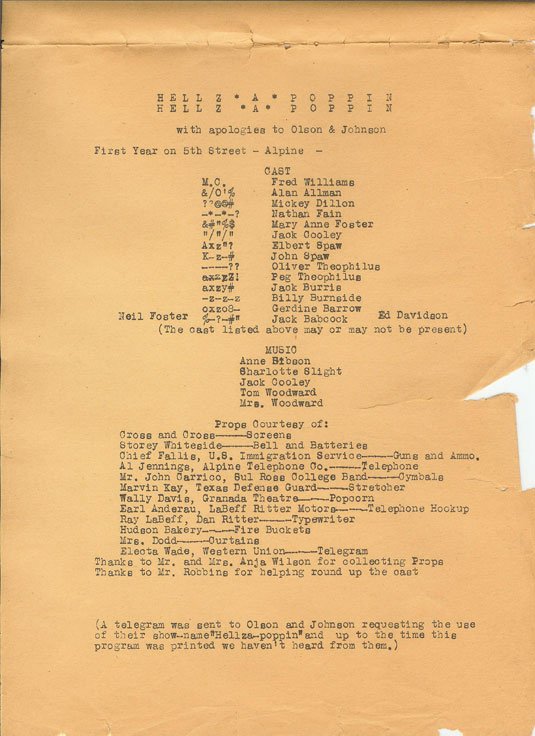 H E L L Z * A * P O P P I N
H E L L Z * A * P O P P I N
with apologies to Olson & Johnson
First Year on 5th Street - Alpine -
CAST
M.C. Fred Williams
&/0'% Alan Allman
??@@# Mickey Dillon
-*-*-? Nathan Fain
&#"%$ Mary Anne Foster
"/"/" Jack Cooley
Axz"? Elbert Spaw
K-z-# John Spaw
----?? Oliver Theophilus
axzzZ! Peg Theophilus
axzy# Jack Burris
-z-z-z Billy Burnside
oxzo8- Gerdine Barrow
Neil Foster %-?-#" Jack Babcock Ed Davidson
(The cast listed above may or may not be present)
MUSIC
Anne Bibson
Sharlotte Slight
Jack Cooley
Tom Woodward
Mrs. Woodward
Props Courtesy of:
Cross and Cross-----Screens
Storey Whiteside-----Bell and Batteries
Chief Fallis, U.S. Immigration Service-----Guns and Ammo.
Al Jennings, Alpine Telephone Co.-----Telephone
Mr. John Carrico, Sul Ross College Band-----Cymbals
Marvin Kay, Texas Defense Guard-----Stretcher
Wally Davis, Granada Theatre-----Popcorn
Earl Anderau, LaBeff Ritter Motors-----Telephone Hookup
Ray LaBeff, Dan Ritter-----Typewriter
Hudson Bakery-----Fire Buckets
Mrs. Dodd-----Curtains
Electa Wade, Western Union-----Telegram
Thanks to Mr. and Mrs. Anja Wilson for collecting Props
Thanks to Mr. Robbins for helping round up the cast
(A telegram was sent to Olson and Johnson requesting the use
of their show-name"Hellza-poppin"and up to the time this
program was printed we haven't heard from them.)